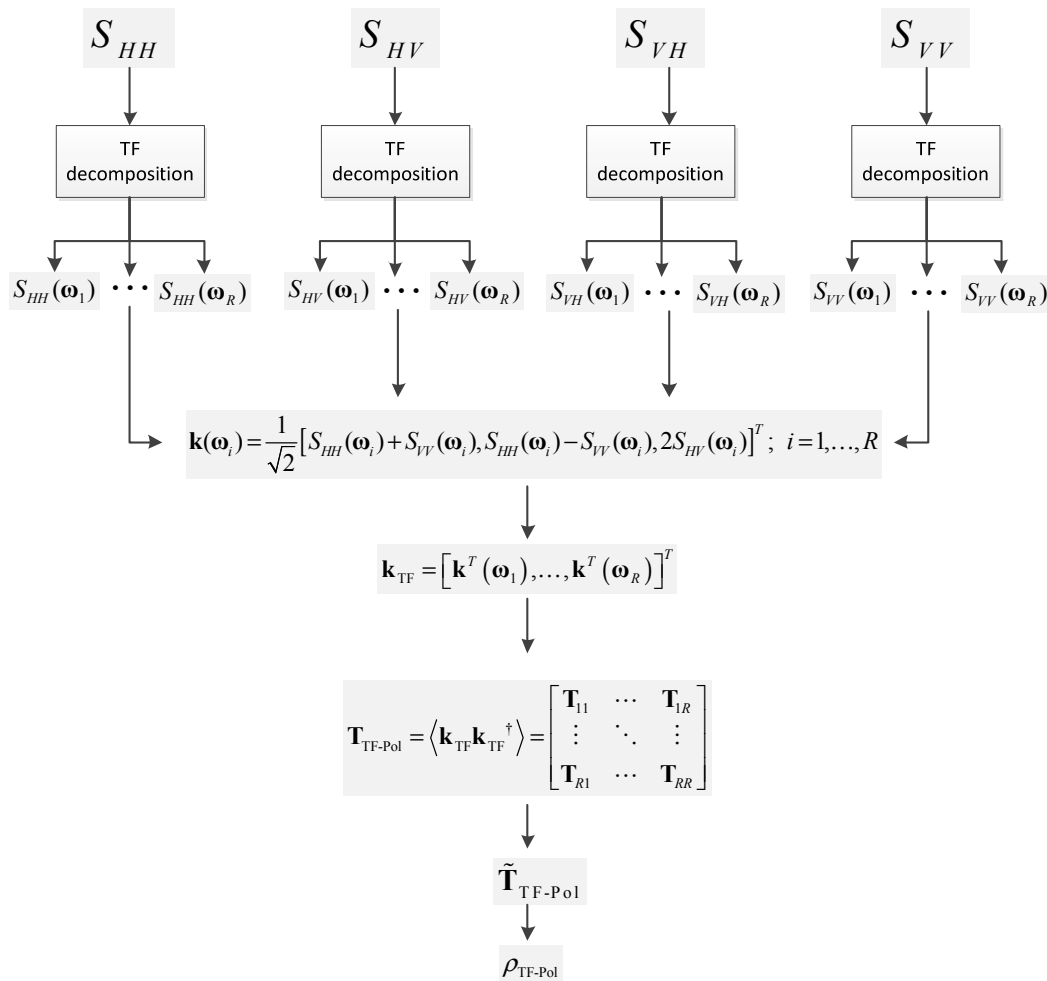 S_HH S_HV S_VH S_VV
TF TF TF TF
decomposition decomposition decomposition decomposition
S_HH(ω_1) ⋯ S_HH(ω_R) S_HV(ω_1) ⋯ S_HV(ω_R) S_VH(ω_1) ⋯ S_VH(ω_R) S_VV(ω_1) ⋯ S_VV(ω_R)
k(ω_i) = 1/√2 [S_HH(ω_i)+S_VV(ω_i), S_HH(ω_i)−S_VV(ω_i), 2S_HV(ω_i)]^T ; i=1,…,R
k_TF = [k^T(ω_1),…,k^T(ω_R)]^T
T_TF-Pol = ⟨k_TF k_TF^†⟩ = [T_11 ⋯ T_1R
⋮ ⋱ ⋮
T_R1 ⋯ T_RR]
T̃_TF-Pol
ρ_TF-Pol